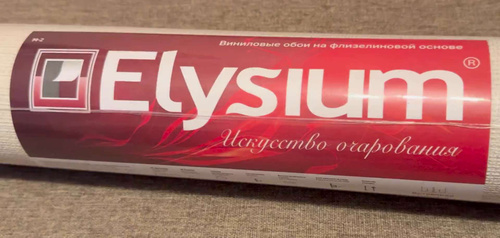 Виниловые обои на флизелиновой основе
Elysium®
Искусство очарования